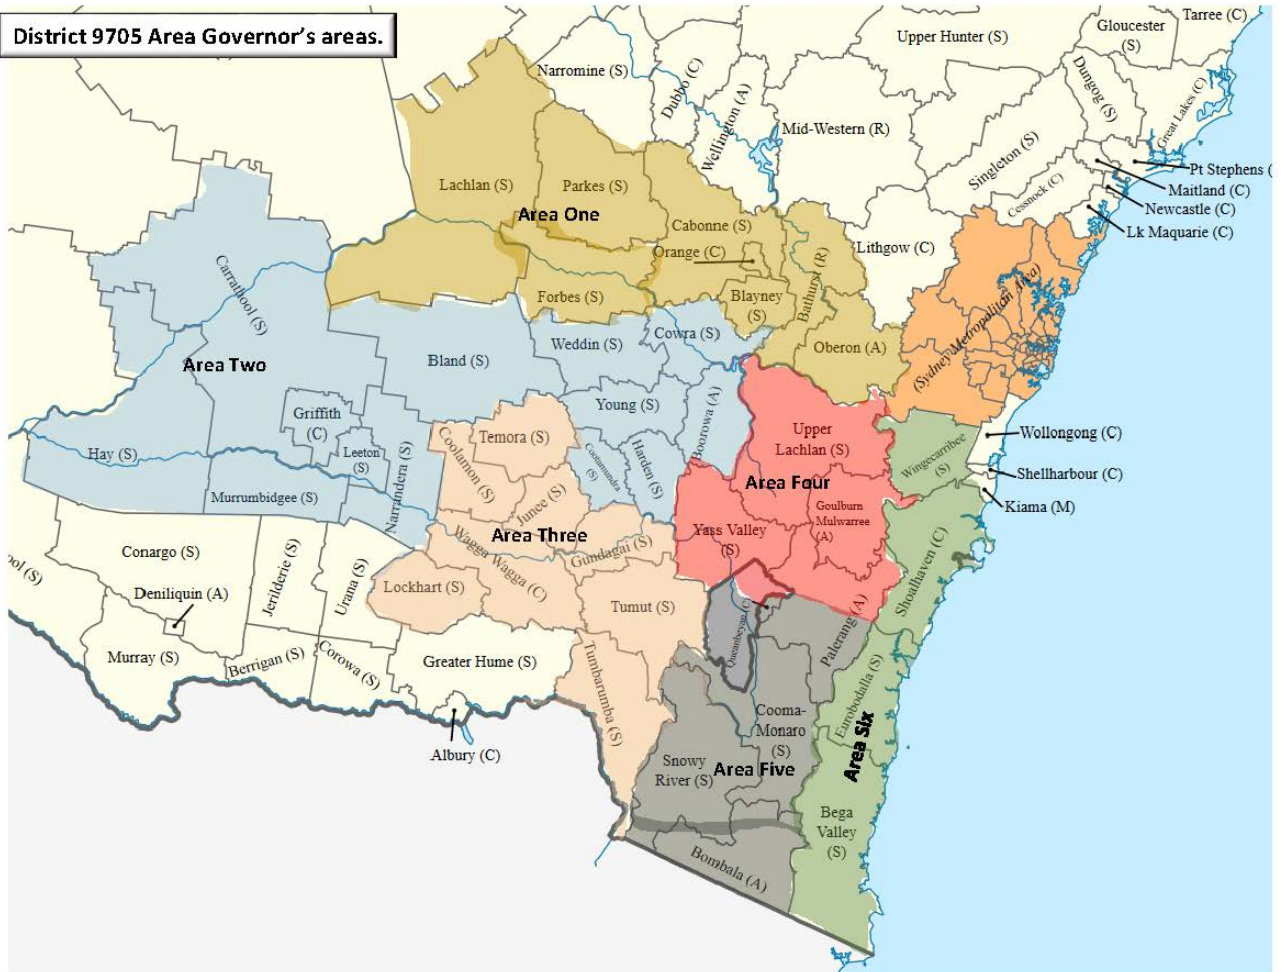 District 9705 Area Governor's areas.
Tarree (C)
Gloucester
(S)
Upper Hunter (S)
Narromine (S)
Dubbo (C)
Wellington (A)
Dungog (S)
Great Lakes (C)
Mid-Western (R)
Singleton (S)
Cessnock (C)
Pt Stephens (
Maitland (C)
Newcastle (C)
Lk Maquarie (C)
Lachlan (S)
Parkes (S)
Area One
Cabonne (S)
Orange (C)
Lithgow (C)
Bathurst (R)
Forbes (S)
Blayney
(S)
Carrathool (S)
(Sydney Metropolitan Area)
Weddin (S)
Cowra (S)
Oberon (A)
Area Two
Bland (S)
Griffith
(C)
Young (S)
Boorowa (A)
Upper
Lachlan (S)
Wollongong (C)
Hay (S)
Leeton
(S)
Temora (S)
Coolamon (S)
Cootamundra
(S)
Harden (S)
Wingecarribee
(S)
Shellharbour (C)
Area Four
Kiama (M)
Murrumbidgee (S)
Narrandera (S)
Junee (S)
Goulburn
Mulwarree
(A)
Area Three
Yass Valley
(S)
Conargo (S)
Jerilderie (S)
Urana (S)
Wagga Wagga (C)
Gundagai (S)
Shoalhaven (C)
ool (S)
Deniliquin (A)
Lockhart (S)
Tumut (S)
Queanbeyan (C)
Palerang (A)
Murray (S)
Berrigan (S)
Corowa (S)
Greater Hume (S)
Tumbarumba (S)
Eurobodalla (S)
Cooma-
Monaro
(S)
Area Six
Albury (C)
Snowy
River (S)
Area Five
Bega
Valley
(S)
Bombala (A)